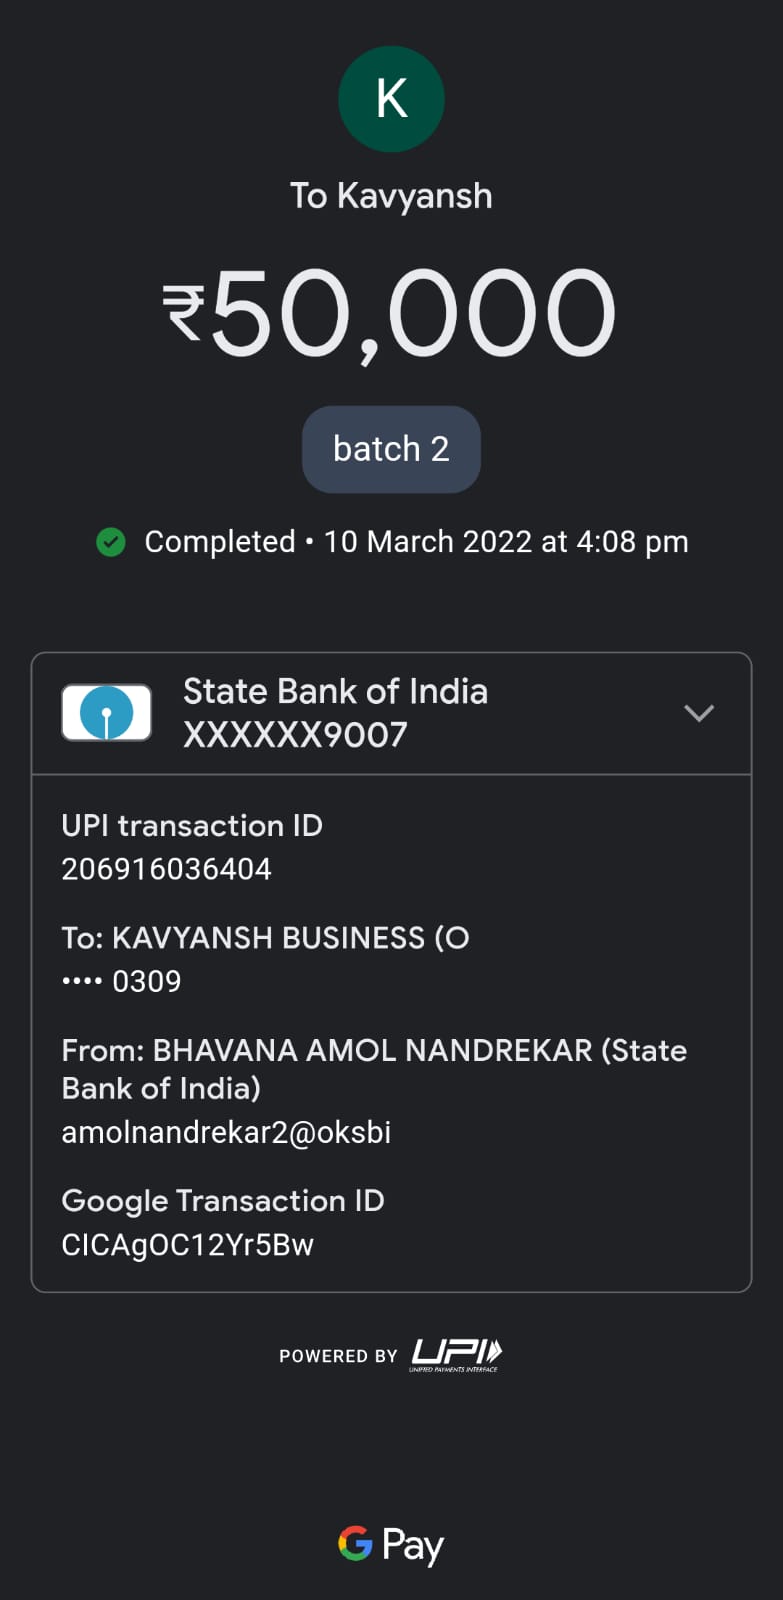 K
To Kavyansh
₹50,000
batch 2
Completed • 10 March 2022 at 4:08 pm
State Bank of India
XXXXXX9007
UPI transaction ID
206916036404
To: KAVYANSH BUSINESS (O
•••• 0309
From: BHAVANA AMOL NANDREKAR (State
Bank of India)
amolnandrekar2@oksbi
Google Transaction ID
CICAgOC12Yr5Bw
POWERED BY UPI
UNIFIED PAYMENTS INTERFACE
G Pay